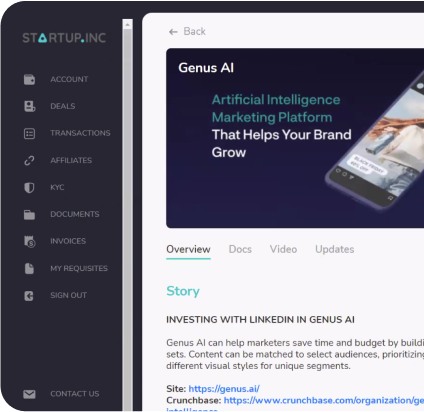 STARTUP.INC
ACCOUNT
DEALS
TRANSACTIONS
AFFILIATES
KYC
DOCUMENTS
INVOICES
MY REQUISITES
SIGN OUT
CONTACT US
← Back
Genus AI
Artificial Intelligence
Marketing Platform
That Helps Your Brand
Grow
Overview Docs Video Updates
Story
INVESTING WITH LINKEDIN IN GENUS AI
Genus AI can help marketers save time and budget by buildi
sets. Content can be matched to select audiences, prioritizing
different visual styles for unique segments.
Site: https://genus.ai/
Crunchbase: https://www.crunchbase.com/organization/ge
intelligence